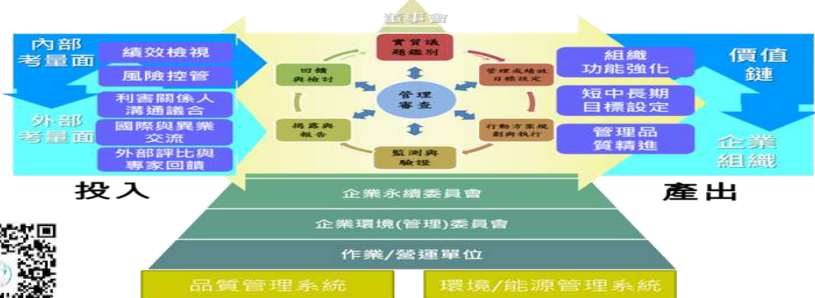 董事會
內部
考量面
績效檢視
風險控管
外部
考量面
利害關係人
溝通議合
國際與異業
交流
外部評比與
專家回饋
投入
實質議
題鑑別
管理或績效
目標設定
行動方案規
劃與執行
監測與
驗證
揭露與
報告
回饋
與檢討
管理
審查
組織
功能強化
短中長期
目標設定
管理品
質精進
價值
鏈
企業
組織
產出
企業永續委員會
企業環境(管理)委員會
作業/營運單位
品質管理系統
環境/能源管理系統